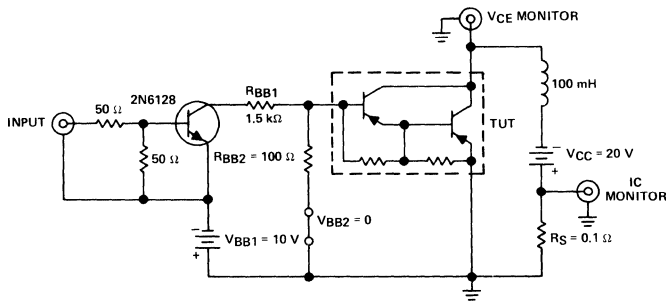 VCE MONITOR
2N6128
RBB1
1.5 kΩ
100 mH
INPUT
50 Ω
TUT
50 Ω
RBB2 = 100 Ω
VCC = 20 V
IC
MONITOR
VBB2 = 0
VBB1 = 10 V
RS = 0.1 Ω
− + − +